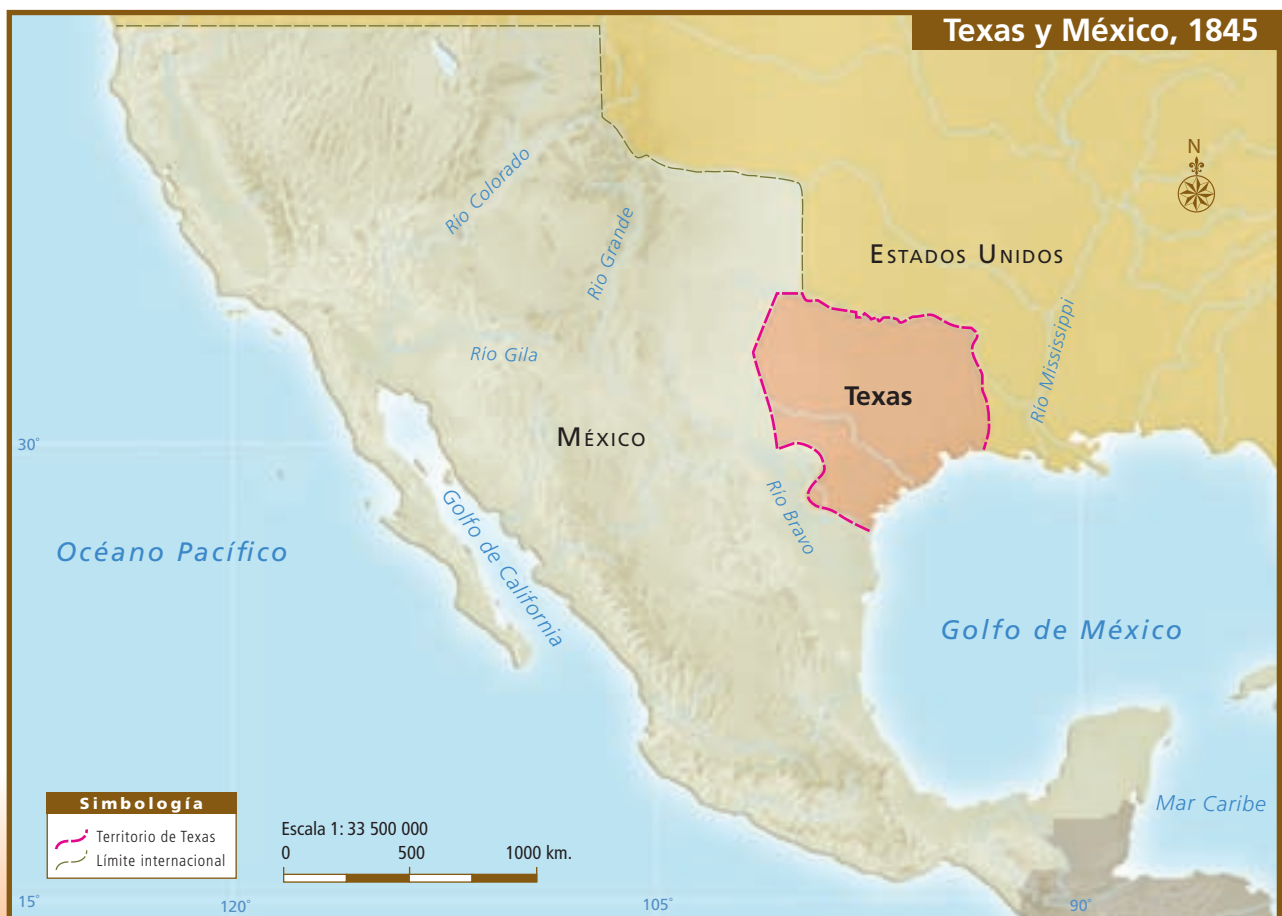 Texas y México, 1845
N
Río Colorado
Río Grande
ESTADOS UNIDOS
Río Mississippi
Río Gila
Texas
MÉXICO
30°
Río Bravo
Golfo de California
Océano Pacífico
Golfo de México
Mar Caribe
Simbología
Territorio de Texas
Límite internacional
Escala 1: 33 500 000
0 500 1000 km.
15° 120° 105° 90°